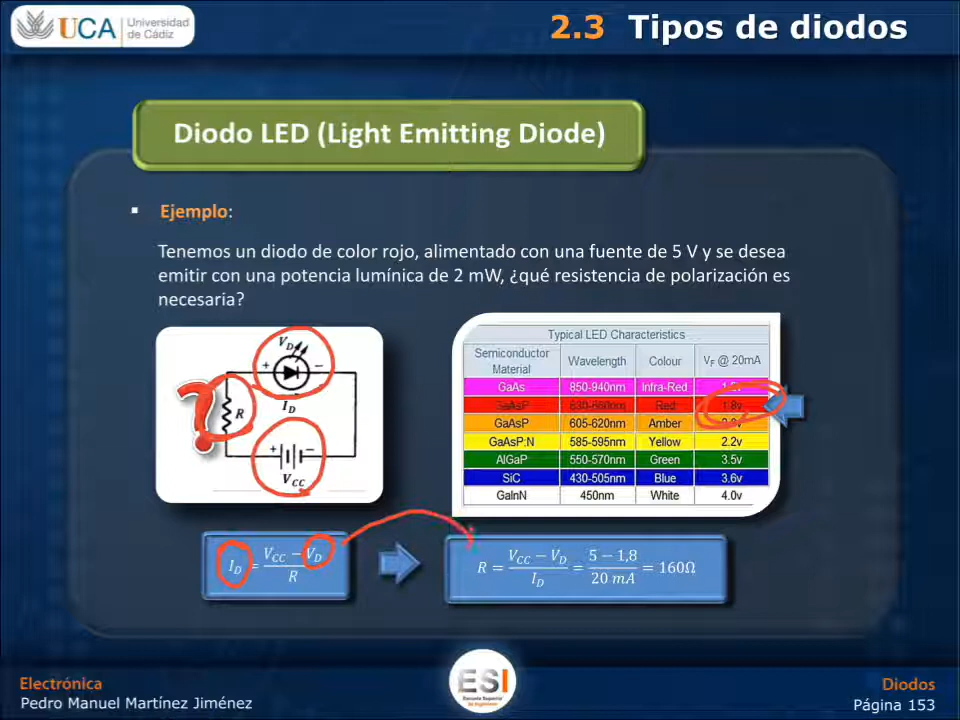 UCA Universidad
de Cádiz
2.3 Tipos de diodos
Diodo LED (Light Emitting Diode)
Ejemplo:
Tenemos un diodo de color rojo, alimentado con una fuente de 5 V y se desea
emitir con una potencia lumínica de 2 mW, ¿qué resistencia de polarización es
necesaria?
V_D
+ −
I_D
? R
+ −
V_CC
Typical LED Characteristics
Semiconductor Material Wavelength Colour V_F @ 20mA
GaAs 850-940nm Infra-Red
GaAsP 630-660nm Red 1.8v
GaAsP 605-620nm Amber
GaAsP:N 585-595nm Yellow 2.2v
AlGaP 550-570nm Green 3.5v
SiC 430-505nm Blue 3.6v
GaInN 450nm White 4.0v
I_D = (V_CC − V_D) / R
R = (V_CC − V_D) / I_D = (5 − 1,8) / 20 mA = 160Ω
Electrónica
Pedro Manuel Martínez Jiménez
ESI
Diodos
Página 153